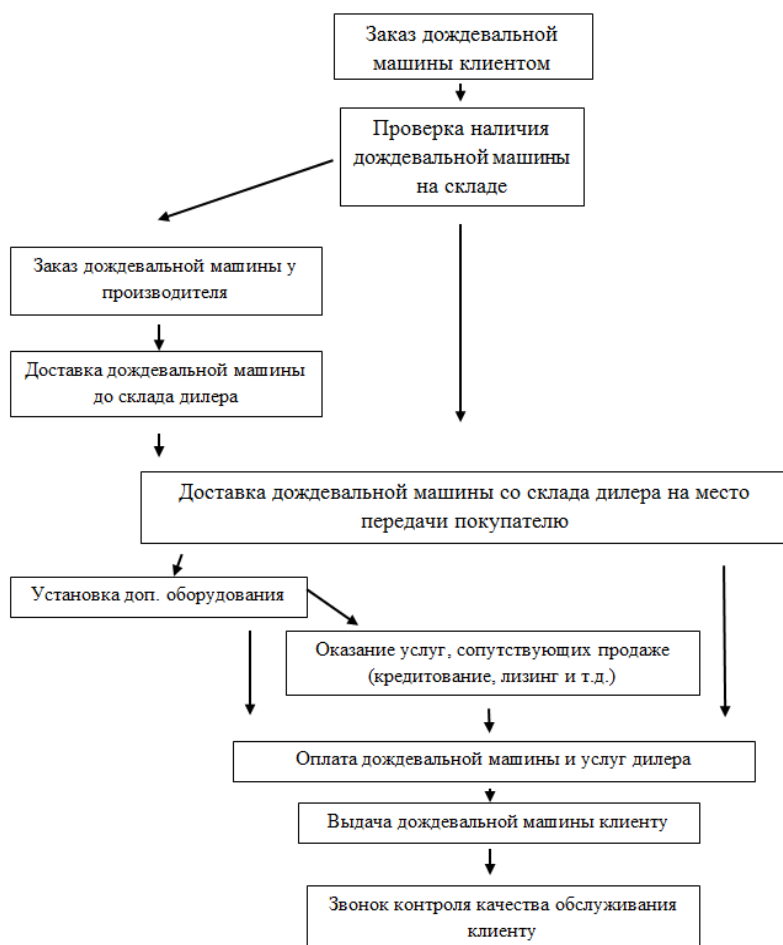 Заказ дождевальной
машины клиентом
Проверка наличия
дождевальной машины
на складе
Заказ дождевальной машины у
производителя
Доставка дождевальной машины
до склада дилера
Доставка дождевальной машины со склада дилера на место
передачи покупателю
Установка доп. оборудования
Оказание услуг, сопутствующих продаже
(кредитование, лизинг и т.д.)
Оплата дождевальной машины и услуг дилера
Выдача дождевальной машины клиенту
Звонок контроля качества обслуживания
клиенту